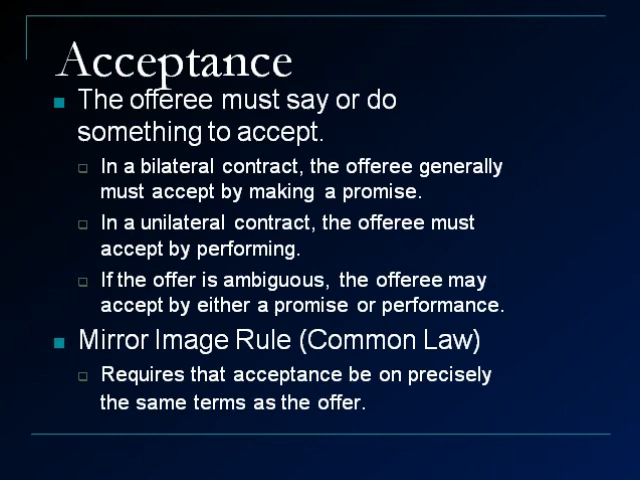 Acceptance
The offeree must say or do
something to accept.
In a bilateral contract, the offeree generally
must accept by making a promise.
In a unilateral contract, the offeree must
accept by performing.
If the offer is ambiguous, the offeree may
accept by either a promise or performance.
Mirror Image Rule (Common Law)
Requires that acceptance be on precisely
the same terms as the offer.